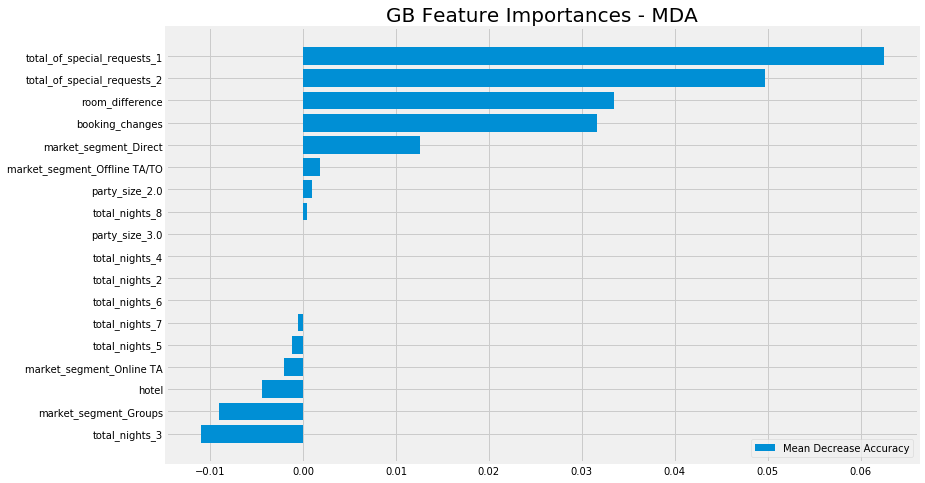 GB Feature Importances - MDA
total_of_special_requests_1
total_of_special_requests_2
room_difference
booking_changes
market_segment_Direct
market_segment_Offline TA/TO
party_size_2.0
total_nights_8
party_size_3.0
total_nights_4
total_nights_2
total_nights_6
total_nights_7
total_nights_5
market_segment_Online TA
hotel
market_segment_Groups
total_nights_3
Mean Decrease Accuracy
−0.01 0.00 0.01 0.02 0.03 0.04 0.05 0.06